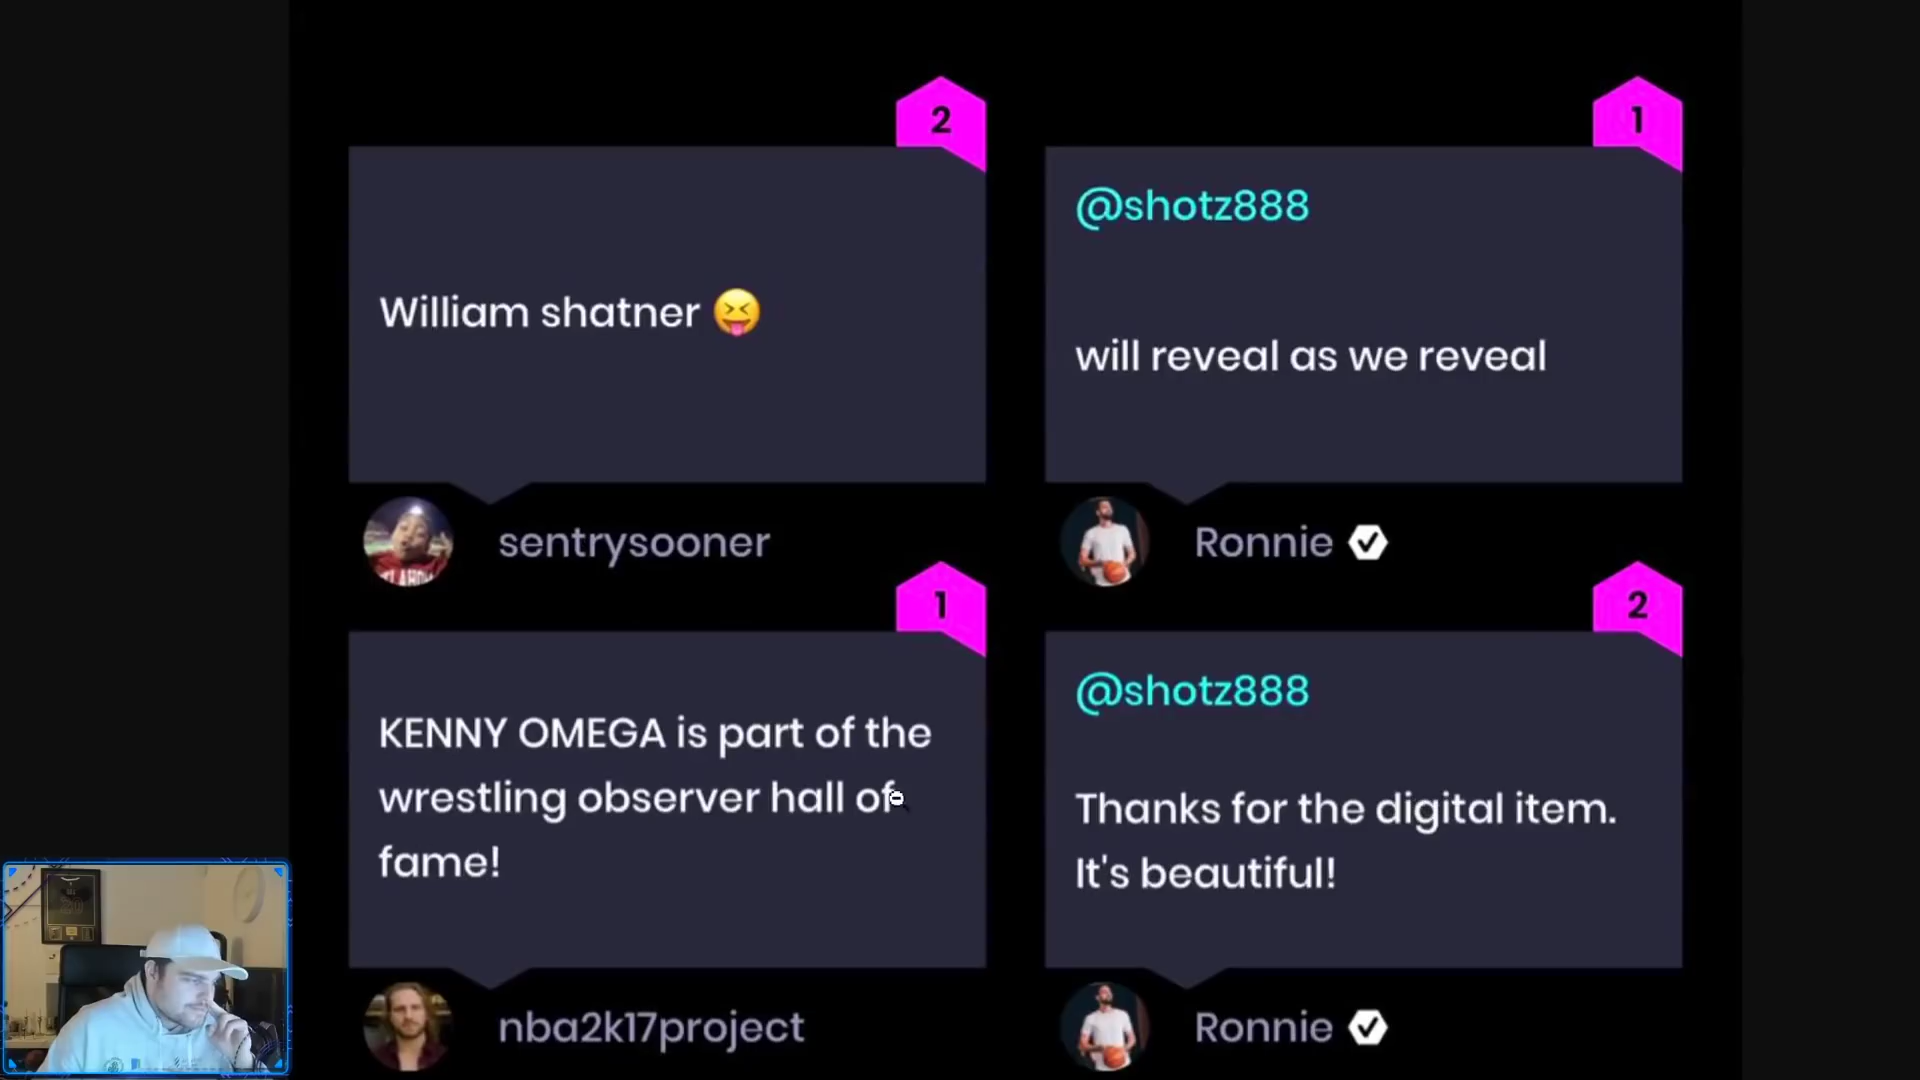 2
William shatner 😝
sentrysooner
1
@shotz888
will reveal as we reveal
Ronnie
1
KENNY OMEGA is part of the
wrestling observer hall of
fame!
nba2k17project
2
@shotz888
Thanks for the digital item.
It's beautiful!
Ronnie